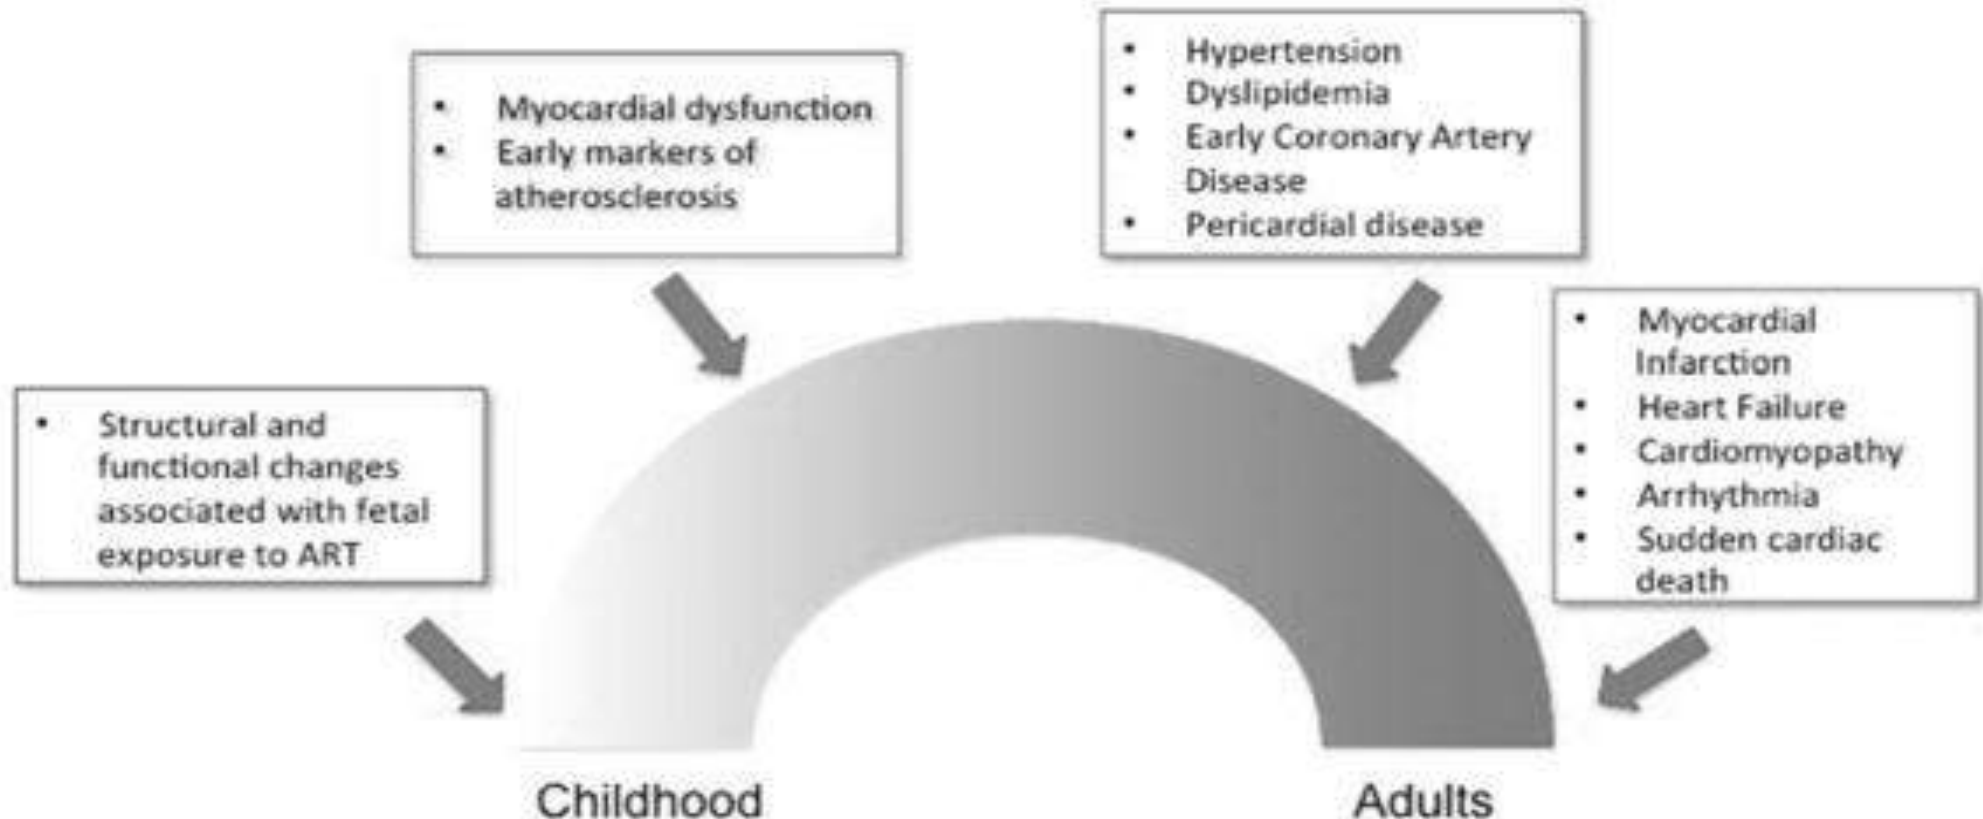 • Myocardial dysfunction
• Early markers of
atherosclerosis
• Hypertension
• Dyslipidemia
• Early Coronary Artery
Disease
• Pericardial disease
• Structural and
functional changes
associated with fetal
exposure to ART
• Myocardial
Infarction
• Heart Failure
• Cardiomyopathy
• Arrhythmia
• Sudden cardiac
death
Childhood
Adults